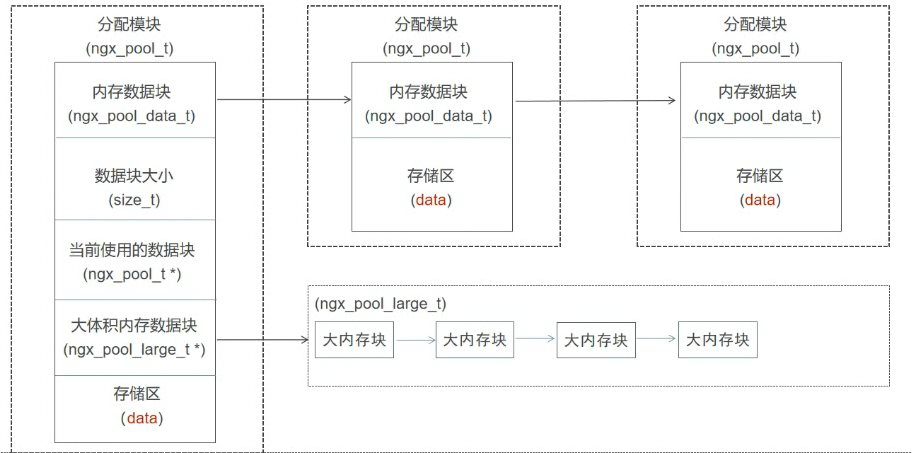 分配模块
(ngx_pool_t)
内存数据块
(ngx_pool_data_t)
数据块大小
(size_t)
当前使用的数据块
(ngx_pool_t *)
大体积内存数据块
(ngx_pool_large_t *)
存储区
(data)
分配模块
(ngx_pool_t)
内存数据块
(ngx_pool_data_t)
存储区
(data)
分配模块
(ngx_pool_t)
内存数据块
(ngx_pool_data_t)
存储区
(data)
(ngx_pool_large_t)
大内存块
大内存块
大内存块
大内存块